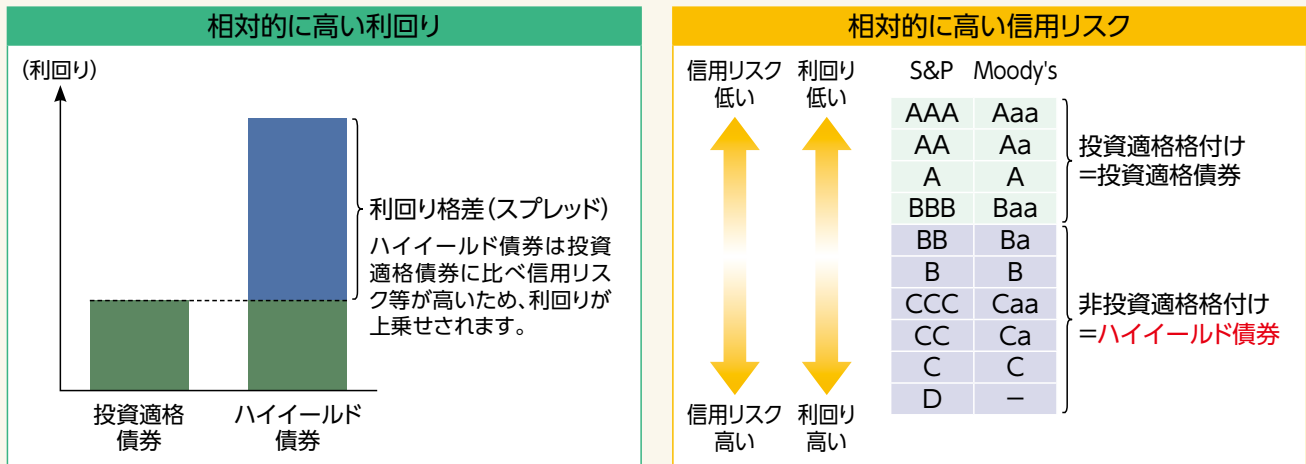 相対的に高い利回り
(利回り)
利回り格差(スプレッド)
ハイイールド債券は投資
適格債券に比べ信用リス
ク等が高いため、利回りが
上乗せされます。
投資適格
債券
ハイイールド
債券
相対的に高い信用リスク
信用リスク
低い
利回り
低い
S&P Moody's
AAA Aaa
AA Aa
A A
BBB Baa
BB Ba
B B
CCC Caa
CC Ca
C C
D −
投資適格格付け
=投資適格債券
非投資適格格付け
=ハイイールド債券
信用リスク
高い
利回り
高い